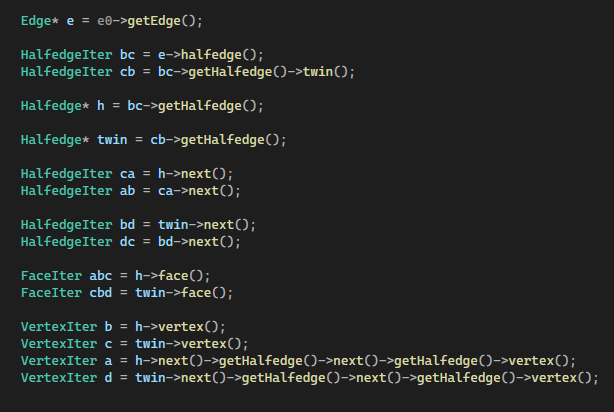 Edge* e = e0->getEdge();
HalfedgeIter bc = e->halfedge();
HalfedgeIter cb = bc->getHalfedge()->twin();
Halfedge* h = bc->getHalfedge();
Halfedge* twin = cb->getHalfedge();
HalfedgeIter ca = h->next();
HalfedgeIter ab = ca->next();
HalfedgeIter bd = twin->next();
HalfedgeIter dc = bd->next();
FaceIter abc = h->face();
FaceIter cbd = twin->face();
VertexIter b = h->vertex();
VertexIter c = twin->vertex();
VertexIter a = h->next()->getHalfedge()->next()->getHalfedge()->vertex();
VertexIter d = twin->next()->getHalfedge()->next()->getHalfedge()->vertex();